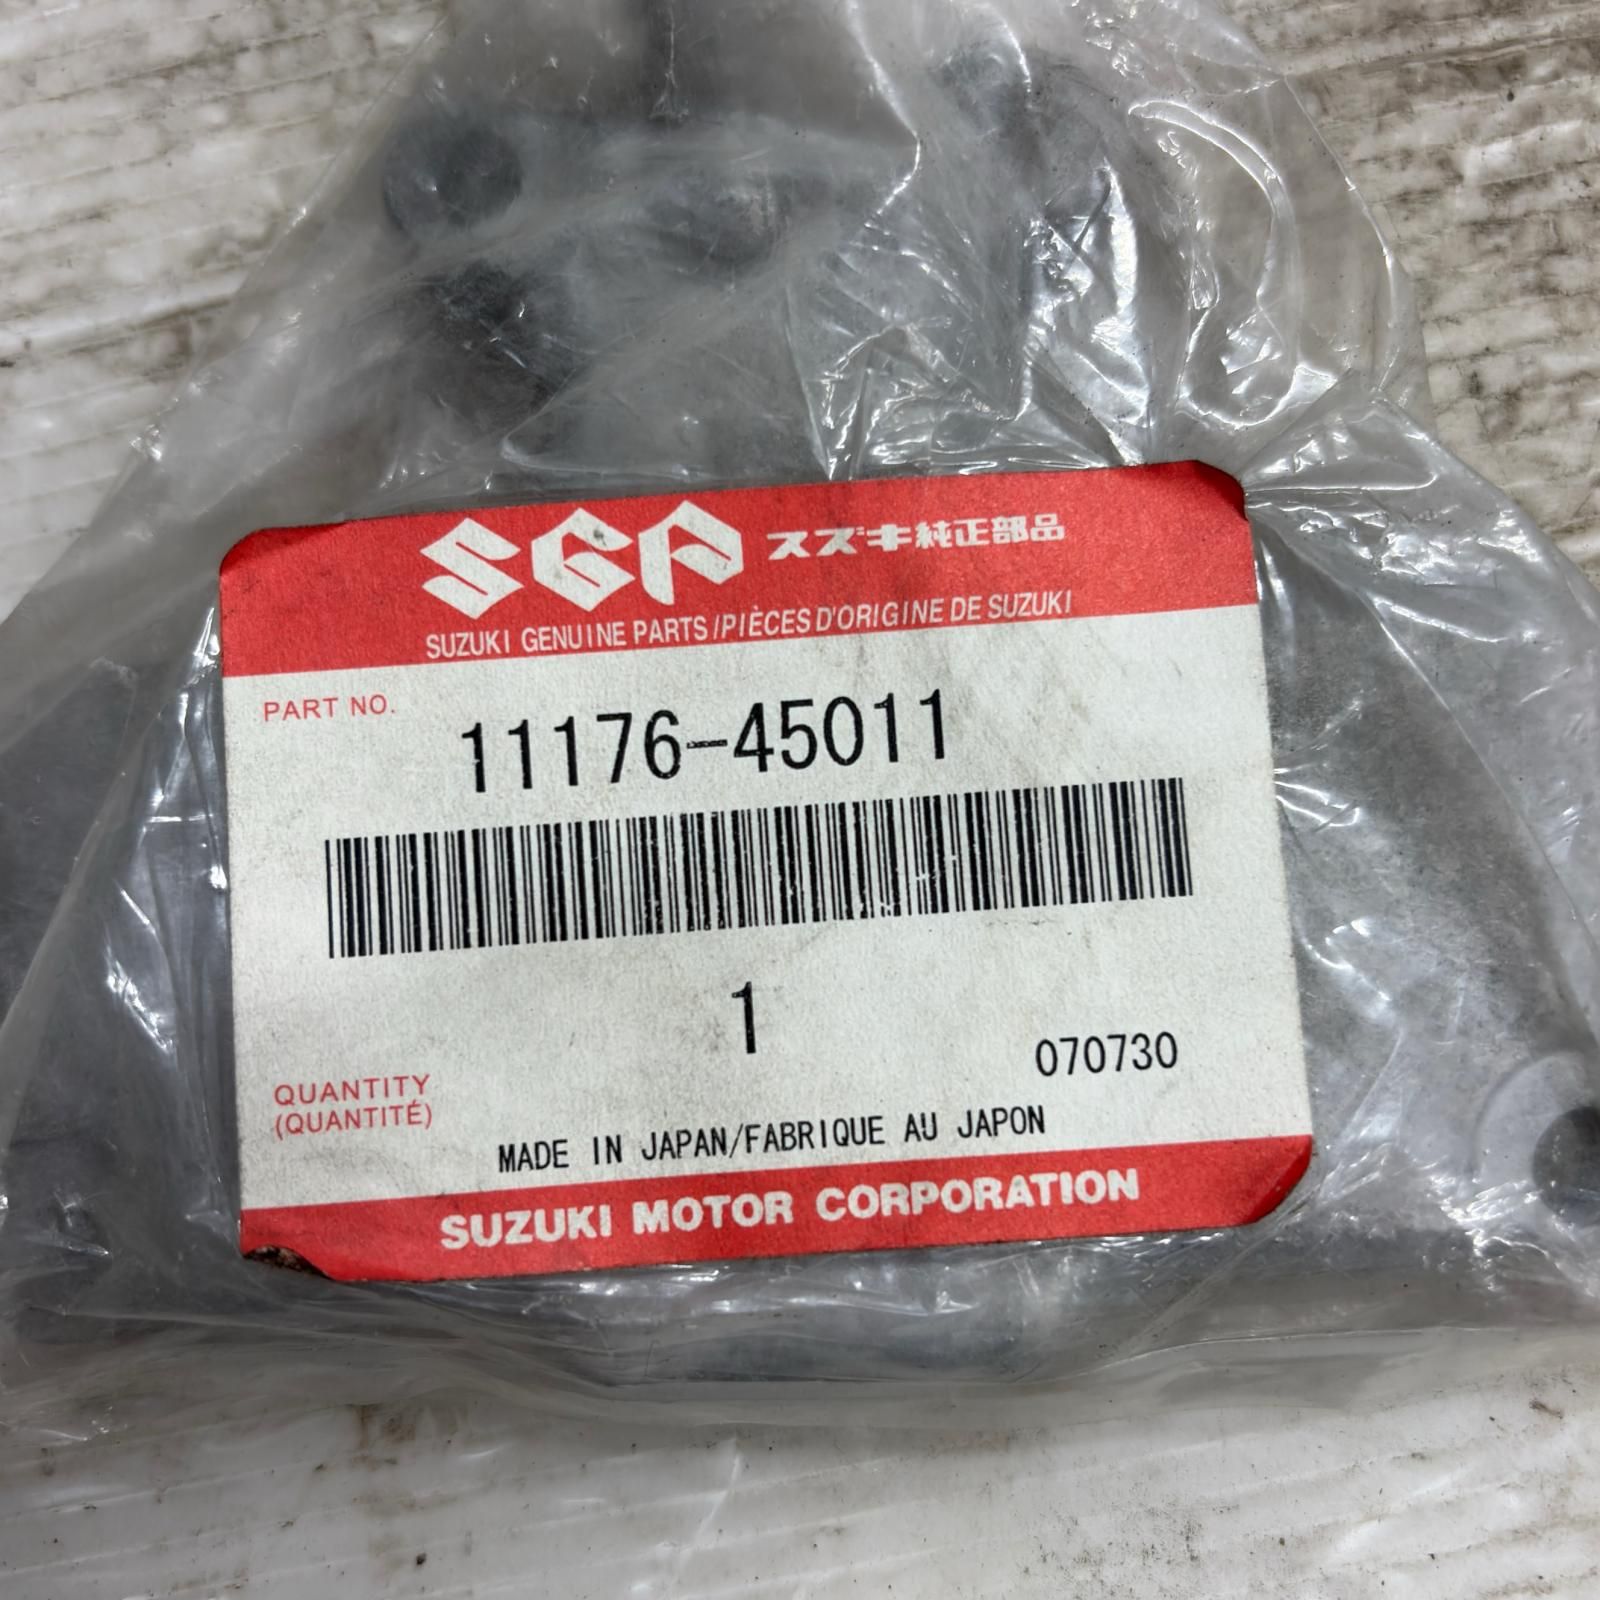 SGP スズキ純正部品
SUZUKI GENUINE PARTS/PIÈCES D'ORIGINE DE SUZUKI
PART NO.
11176-45011
1
070730
QUANTITY
(QUANTITÉ)
MADE IN JAPAN/FABRIQUE AU JAPON
SUZUKI MOTOR CORPORATION